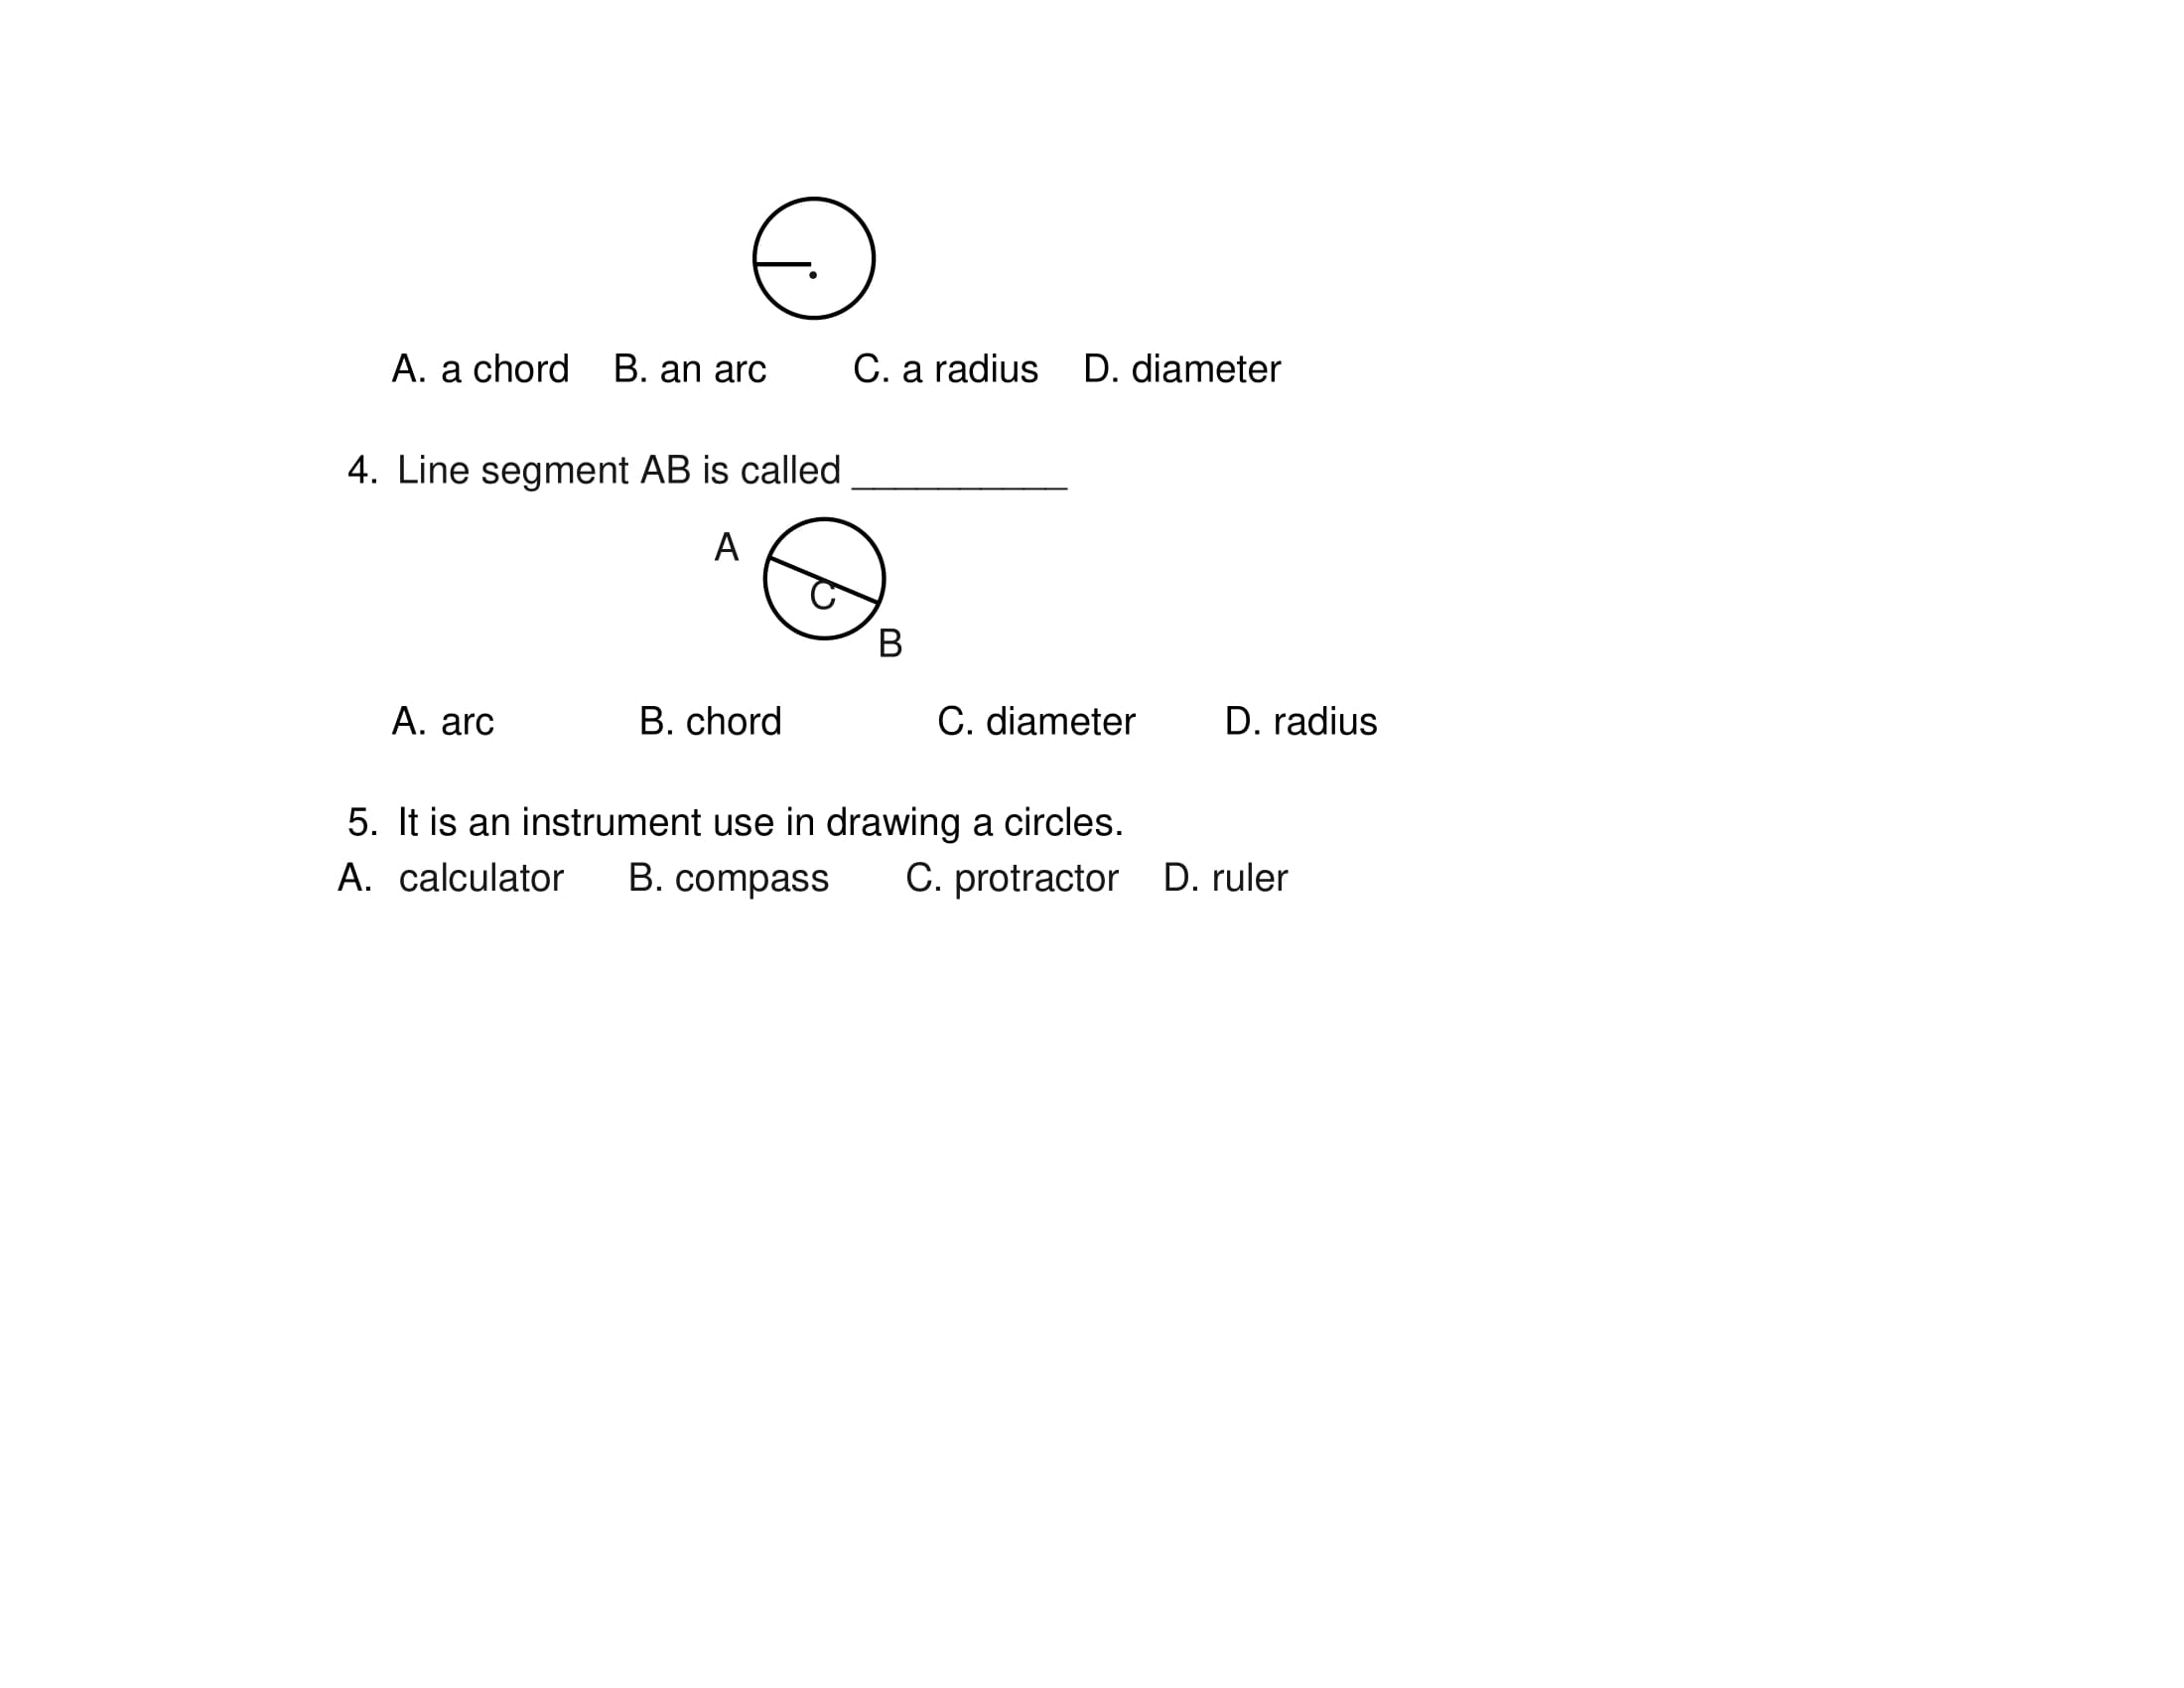 A. a chord B. an arc C. a radius D. diameter
4. Line segment AB is called __________
A
C
B
A. arc B. chord C. diameter D. radius
5. It is an instrument use in drawing a circles.
A. calculator B. compass C. protractor D. ruler